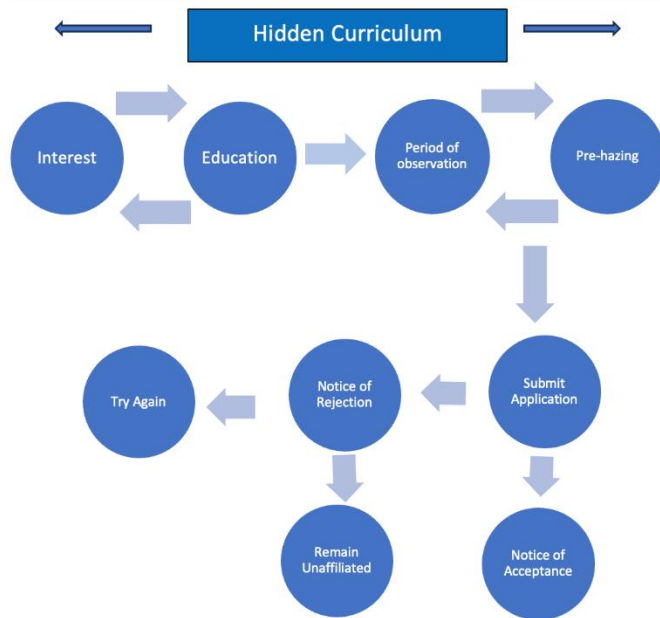 Hidden Curriculum
Interest
Education
Period of
observation
Pre-hazing
Try Again
Notice of
Rejection
Submit
Application
Remain
Unaffiliated
Notice of
Acceptance